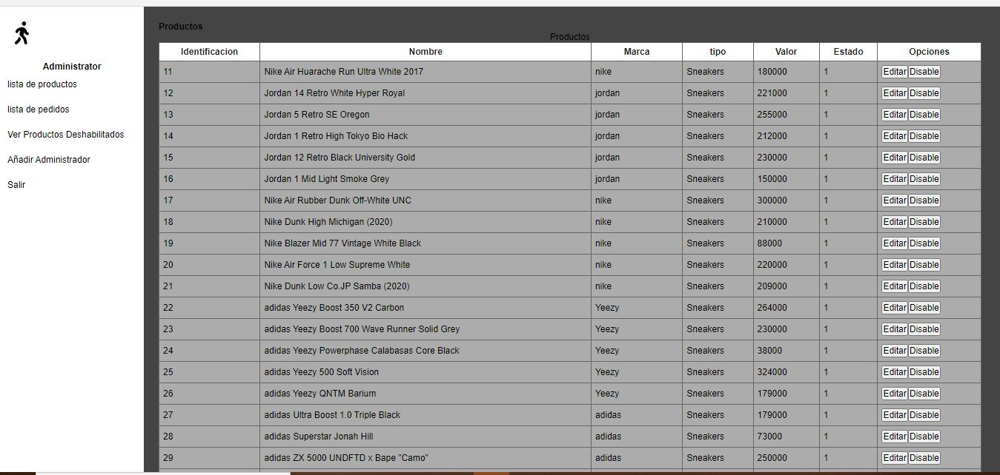 Productos
Productos
Administrator
lista de productos
lista de pedidos
Ver Productos Deshabilitados
Añadir Administrador
Salir
Identificacion Nombre Marca tipo Valor Estado Opciones
11 Nike Air Huarache Run Ultra White 2017 nike Sneakers 180000 1 Editar Disable
12 Jordan 14 Retro White Hyper Royal jordan Sneakers 221000 1 Editar Disable
13 Jordan 5 Retro SE Oregon jordan Sneakers 255000 1 Editar Disable
14 Jordan 1 Retro High Tokyo Bio Hack jordan Sneakers 212000 1 Editar Disable
15 Jordan 12 Retro Black University Gold jordan Sneakers 230000 1 Editar Disable
16 Jordan 1 Mid Light Smoke Grey jordan Sneakers 150000 1 Editar Disable
17 Nike Air Rubber Dunk Off-White UNC nike Sneakers 300000 1 Editar Disable
18 Nike Dunk High Michigan (2020) nike Sneakers 210000 1 Editar Disable
19 Nike Blazer Mid 77 Vintage White Black nike Sneakers 88000 1 Editar Disable
20 Nike Air Force 1 Low Supreme White nike Sneakers 220000 1 Editar Disable
21 Nike Dunk Low Co.JP Samba (2020) nike Sneakers 209000 1 Editar Disable
22 adidas Yeezy Boost 350 V2 Carbon Yeezy Sneakers 264000 1 Editar Disable
23 adidas Yeezy Boost 700 Wave Runner Solid Grey Yeezy Sneakers 230000 1 Editar Disable
24 adidas Yeezy Powerphase Calabasas Core Black Yeezy Sneakers 38000 1 Editar Disable
25 adidas Yeezy 500 Soft Vision Yeezy Sneakers 324000 1 Editar Disable
26 adidas Yeezy QNTM Barium Yeezy Sneakers 179000 1 Editar Disable
27 adidas Ultra Boost 1.0 Triple Black adidas Sneakers 179000 1 Editar Disable
28 adidas Superstar Jonah Hill adidas Sneakers 73000 1 Editar Disable
29 adidas ZX 5000 UNDFTD x Bape "Camo" adidas Sneakers 250000 1 Editar Disable